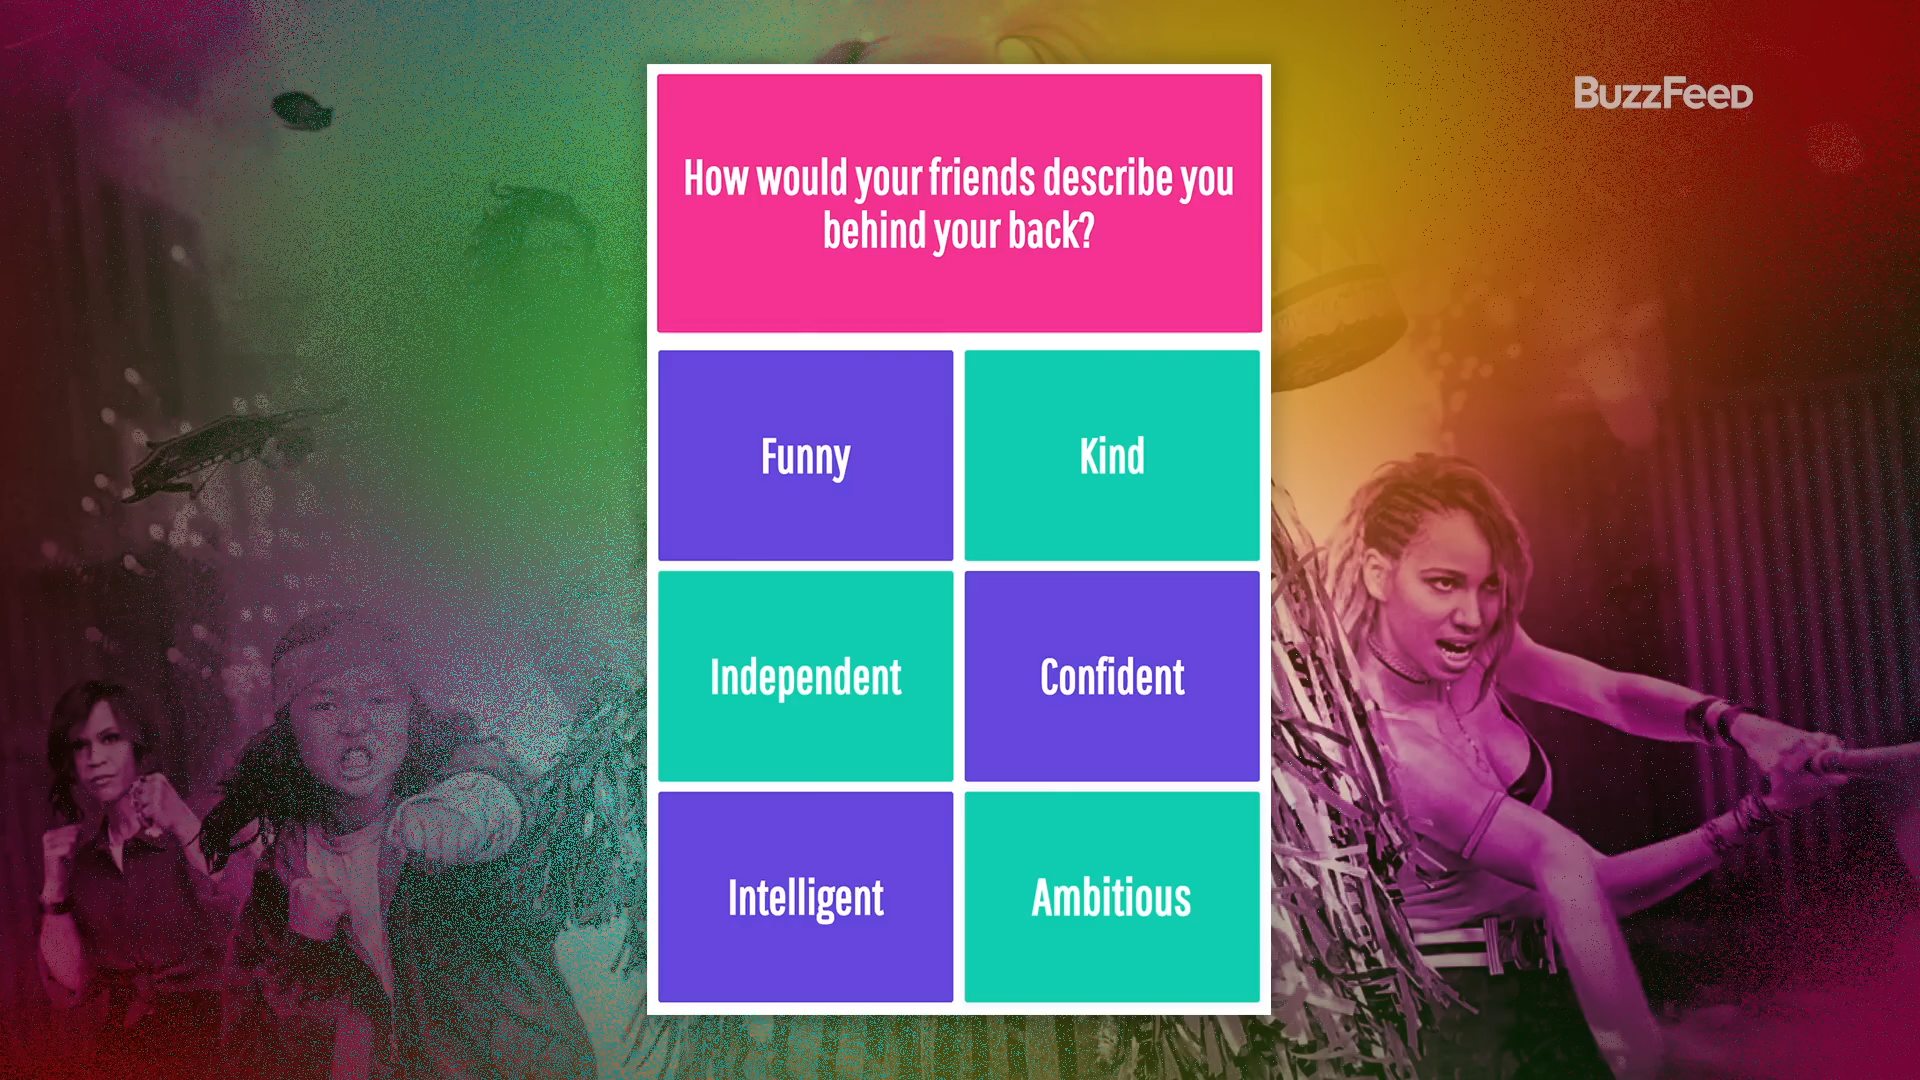 BuzzFeed
How would your friends describe you
behind your back?
Funny
Kind
Independent
Confident
Intelligent
Ambitious